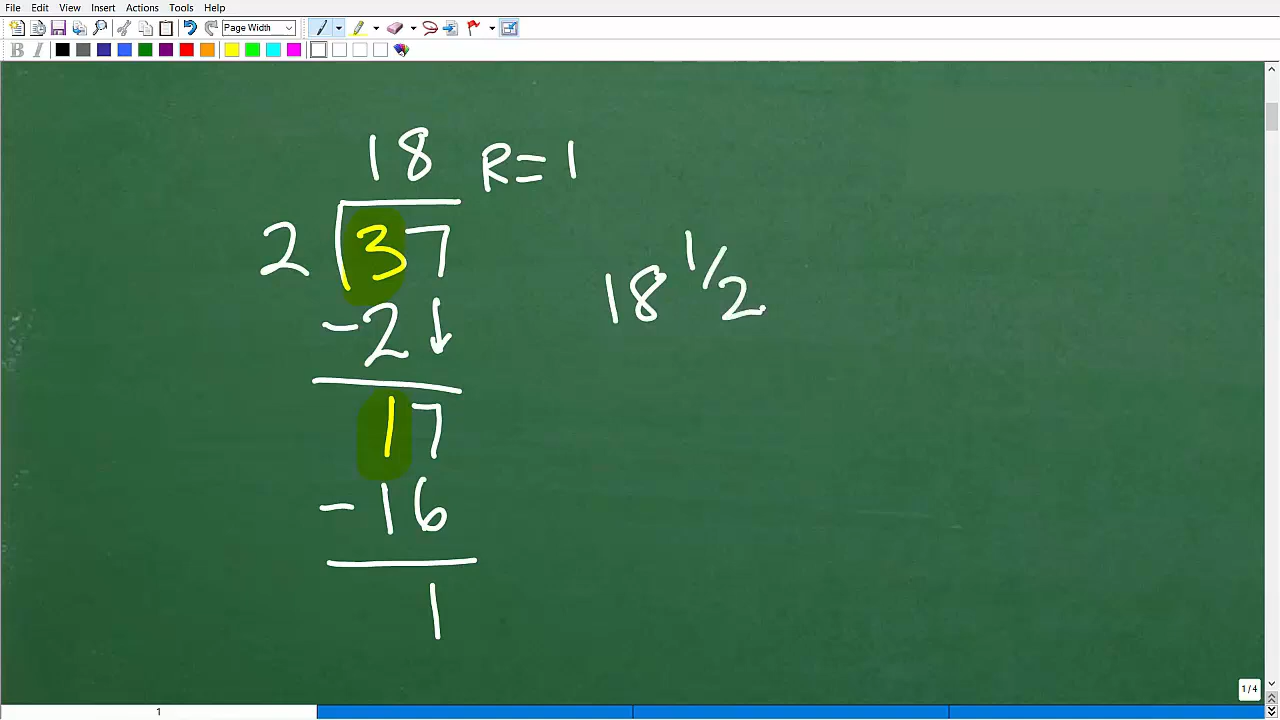 File Edit View Insert Actions Tools Help
Page Width
B I
18 R=1
2 37
-2↓
17
-16
1
18 1/2
1/4
1